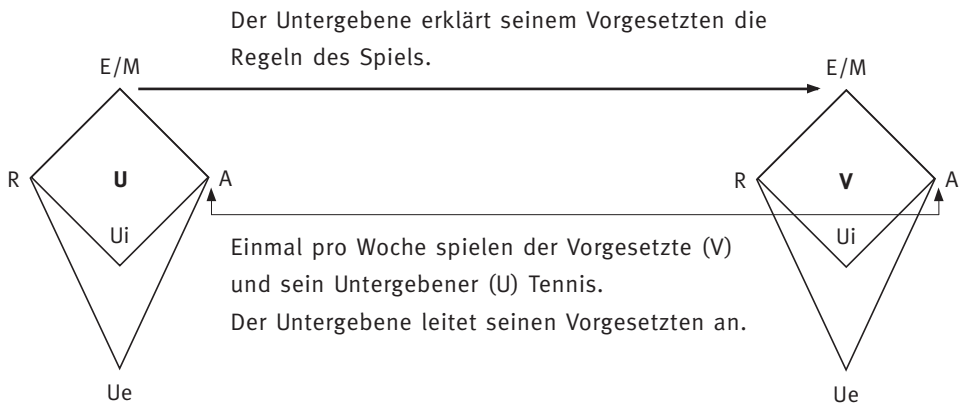 Der Untergebene erklärt seinem Vorgesetzten die
Regeln des Spiels.
E/M
E/M
R
U
A
R
V
A
Ui
Ui
Einmal pro Woche spielen der Vorgesetzte (V)
und sein Untergebener (U) Tennis.
Der Untergebene leitet seinen Vorgesetzten an.
Ue
Ue